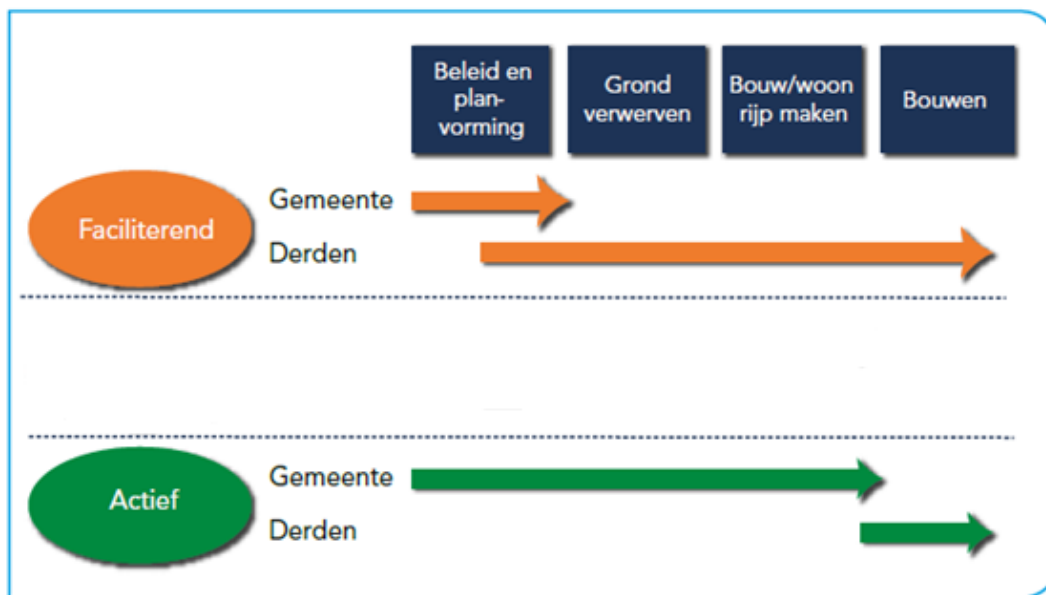 Beleid en
plan-
vorming
Grond
verwerven
Bouw/woon
rijp maken
Bouwen
Faciliterend
Gemeente
Derden
Actief
Gemeente
Derden